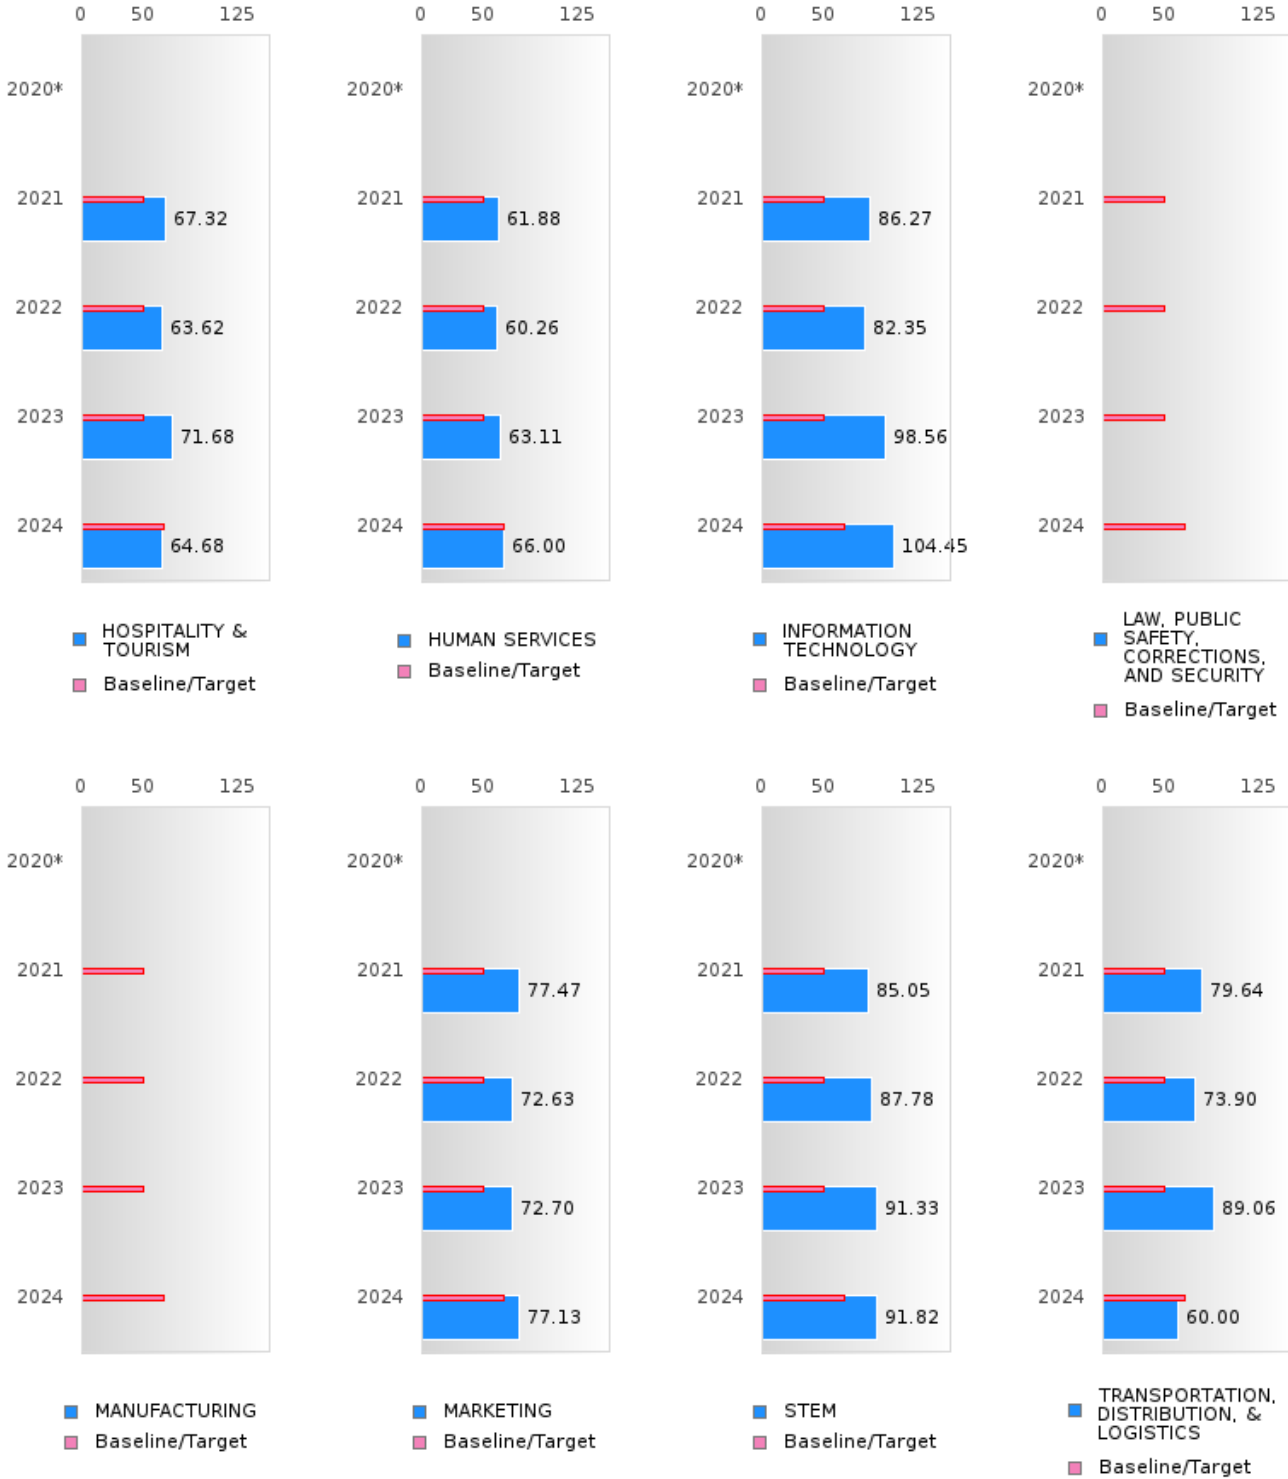 0 50 125
2020*
2021
67.32
2022
63.62
2023
71.68
2024
64.68
HOSPITALITY &
TOURISM
Baseline/Target
0 50 125
2020*
2021
61.88
2022
60.26
2023
63.11
2024
66.00
HUMAN SERVICES
Baseline/Target
0 50 125
2020*
2021
86.27
2022
82.35
2023
98.56
2024
104.45
INFORMATION
TECHNOLOGY
Baseline/Target
0 50 125
2020*
2021
2022
2023
2024
LAW, PUBLIC
SAFETY,
CORRECTIONS,
AND SECURITY
Baseline/Target
0 50 125
2020*
2021
2022
2023
2024
MANUFACTURING
Baseline/Target
0 50 125
2020*
2021
77.47
2022
72.63
2023
72.70
2024
77.13
MARKETING
Baseline/Target
0 50 125
2020*
2021
85.05
2022
87.78
2023
91.33
2024
91.82
STEM
Baseline/Target
0 50 125
2020*
2021
79.64
2022
73.90
2023
89.06
2024
60.00
TRANSPORTATION,
DISTRIBUTION, &
LOGISTICS
Baseline/Target